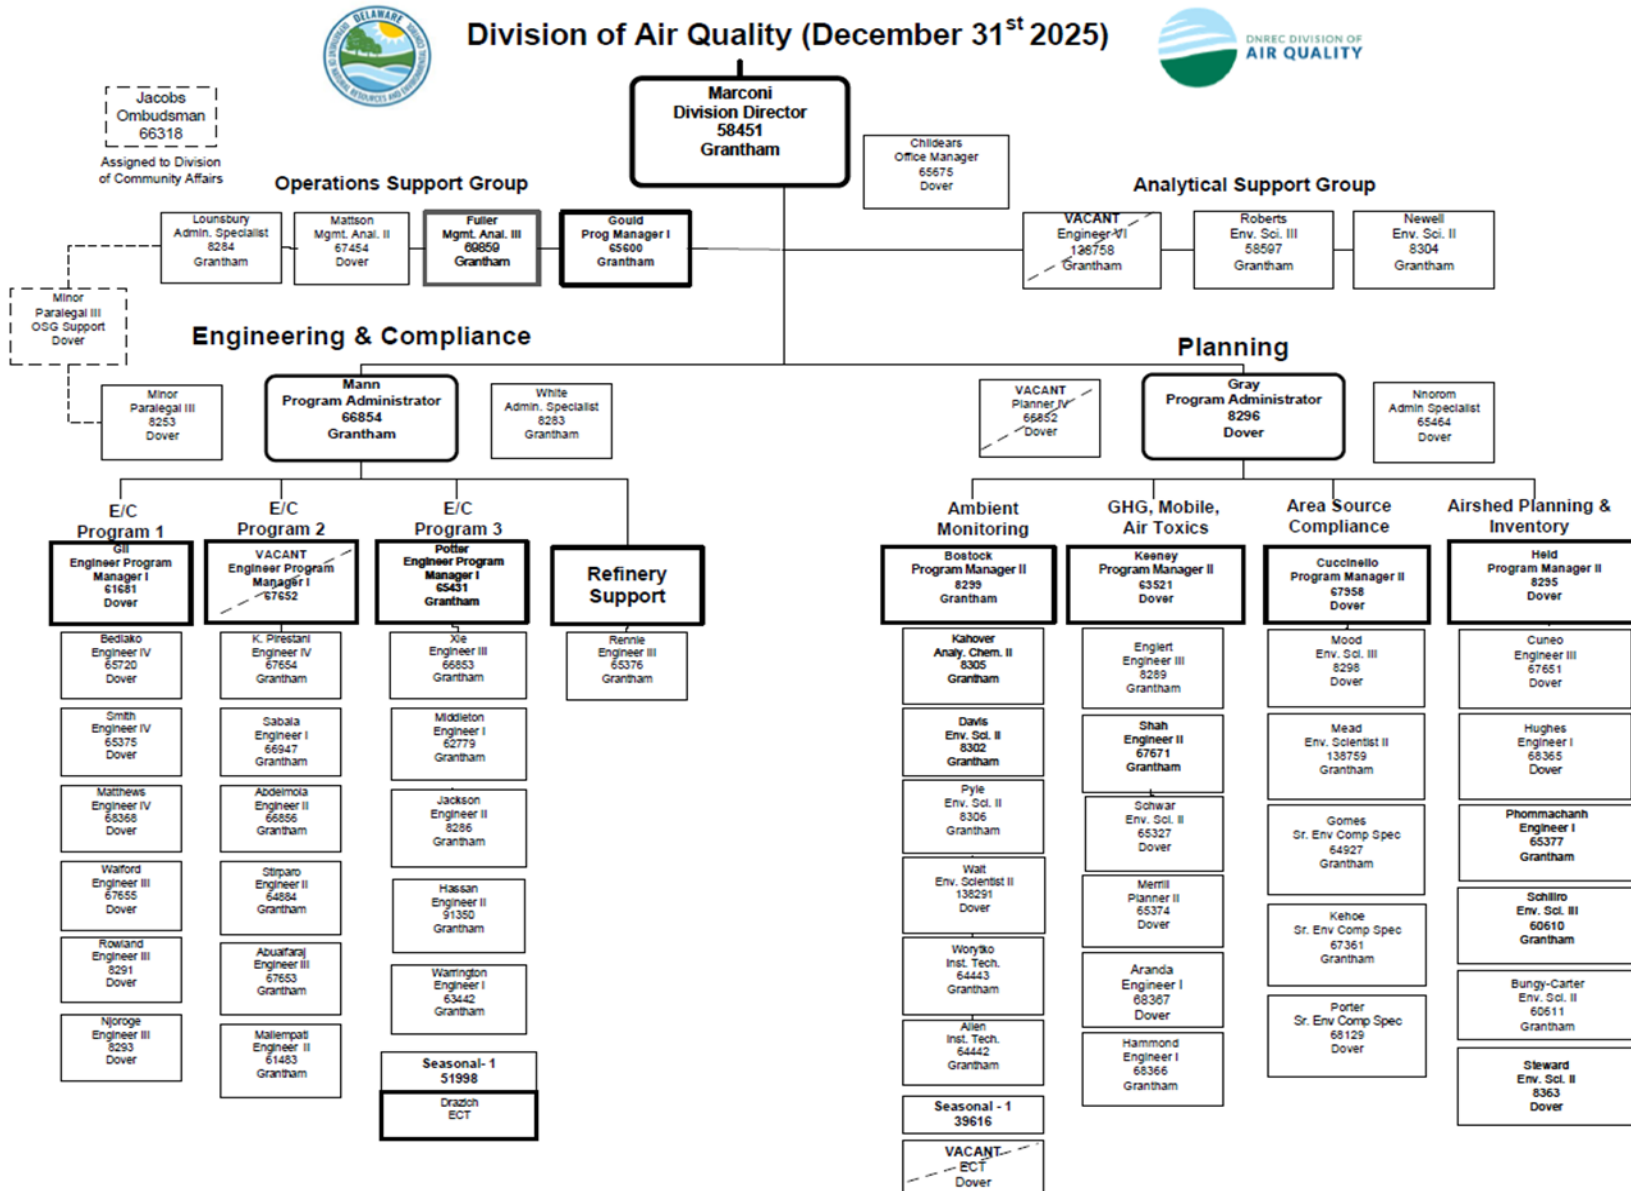 Division of Air Quality (December 31st 2025)
DELAWARE
DNREC DIVISION OF
AIR QUALITY
Jacobs
Ombudsman
66318
Assigned to Division
of Community Affairs
Marconi
Division Director
58451
Grantham
Childears
Office Manager
65675
Dover
Operations Support Group
Analytical Support Group
Lounsbury
Admin. Specialist
8284
Grantham
Mattson
Mgmt. Anal. II
67454
Dover
Fuller
Mgmt. Anal. III
69859
Grantham
Gould
Prog Manager I
65600
Grantham
VACANT
Engineer VI
138758
Grantham
Roberts
Env. Sci. III
58597
Grantham
Newell
Env. Sci. II
8304
Grantham
Minor
Paralegal III
OSG Support
Dover
Engineering & Compliance
Planning
Minor
Paralegal III
8253
Dover
Mann
Program Administrator
66854
Grantham
White
Admin. Specialist
8283
Grantham
VACANT
Planner IV
66852
Dover
Gray
Program Administrator
8296
Dover
Nnorom
Admin Specialist
65464
Dover
E/C
Program 1
Gil
Engineer Program
Manager I
61681
Dover
Bediako
Engineer IV
65720
Dover
Smith
Engineer IV
65375
Dover
Matthews
Engineer IV
68368
Dover
Walford
Engineer III
67655
Dover
Rowland
Engineer III
8291
Dover
Njoroge
Engineer III
8293
Dover
E/C
Program 2
VACANT
Engineer Program
Manager I
67652
K. Pirestani
Engineer IV
67654
Grantham
Sabala
Engineer I
66947
Grantham
Abdelmola
Engineer II
66856
Grantham
Stirparo
Engineer II
64884
Grantham
Abualfaraj
Engineer III
67653
Grantham
Mallempati
Engineer II
61483
Grantham
E/C
Program 3
Potter
Engineer Program
Manager I
65431
Grantham
Xie
Engineer III
66853
Grantham
Middleton
Engineer I
62779
Grantham
Jackson
Engineer II
8286
Grantham
Hassan
Engineer II
91350
Grantham
Warrington
Engineer I
63442
Grantham
Seasonal- 1
51998
Drazich
ECT
Refinery
Support
Rennie
Engineer III
65376
Grantham
Ambient
Monitoring
Bostock
Program Manager II
8299
Grantham
Kahover
Analy. Chem. II
8305
Grantham
Davis
Env. Sci. II
8302
Grantham
Pyle
Env. Sci. II
8306
Grantham
Wait
Env. Scientist II
138291
Dover
Worytko
Inst. Tech.
64443
Grantham
Allen
Inst. Tech.
64442
Grantham
Seasonal - 1
39616
VACANT
ECT
Dover
GHG, Mobile,
Air Toxics
Keeney
Program Manager II
63521
Dover
Englert
Engineer III
8289
Grantham
Shah
Engineer II
67671
Grantham
Schwar
Env. Sci. II
65327
Dover
Merrill
Planner II
65374
Dover
Aranda
Engineer I
68367
Dover
Hammond
Engineer I
68366
Grantham
Area Source
Compliance
Cuccinello
Program Manager II
67958
Dover
Mood
Env. Sci. III
8298
Dover
Mead
Env. Scientist II
138759
Grantham
Gomes
Sr. Env Comp Spec
64927
Grantham
Kehoe
Sr. Env Comp Spec
67361
Grantham
Porter
Sr. Env Comp Spec
68129
Dover
Airshed Planning &
Inventory
Held
Program Manager II
8295
Dover
Cuneo
Engineer III
67651
Dover
Hughes
Engineer I
68365
Dover
Phommachanh
Engineer I
65377
Grantham
Schiliro
Env. Sci. III
60610
Grantham
Bungy-Carter
Env. Sci. II
60611
Grantham
Steward
Env. Sci. II
8363
Dover